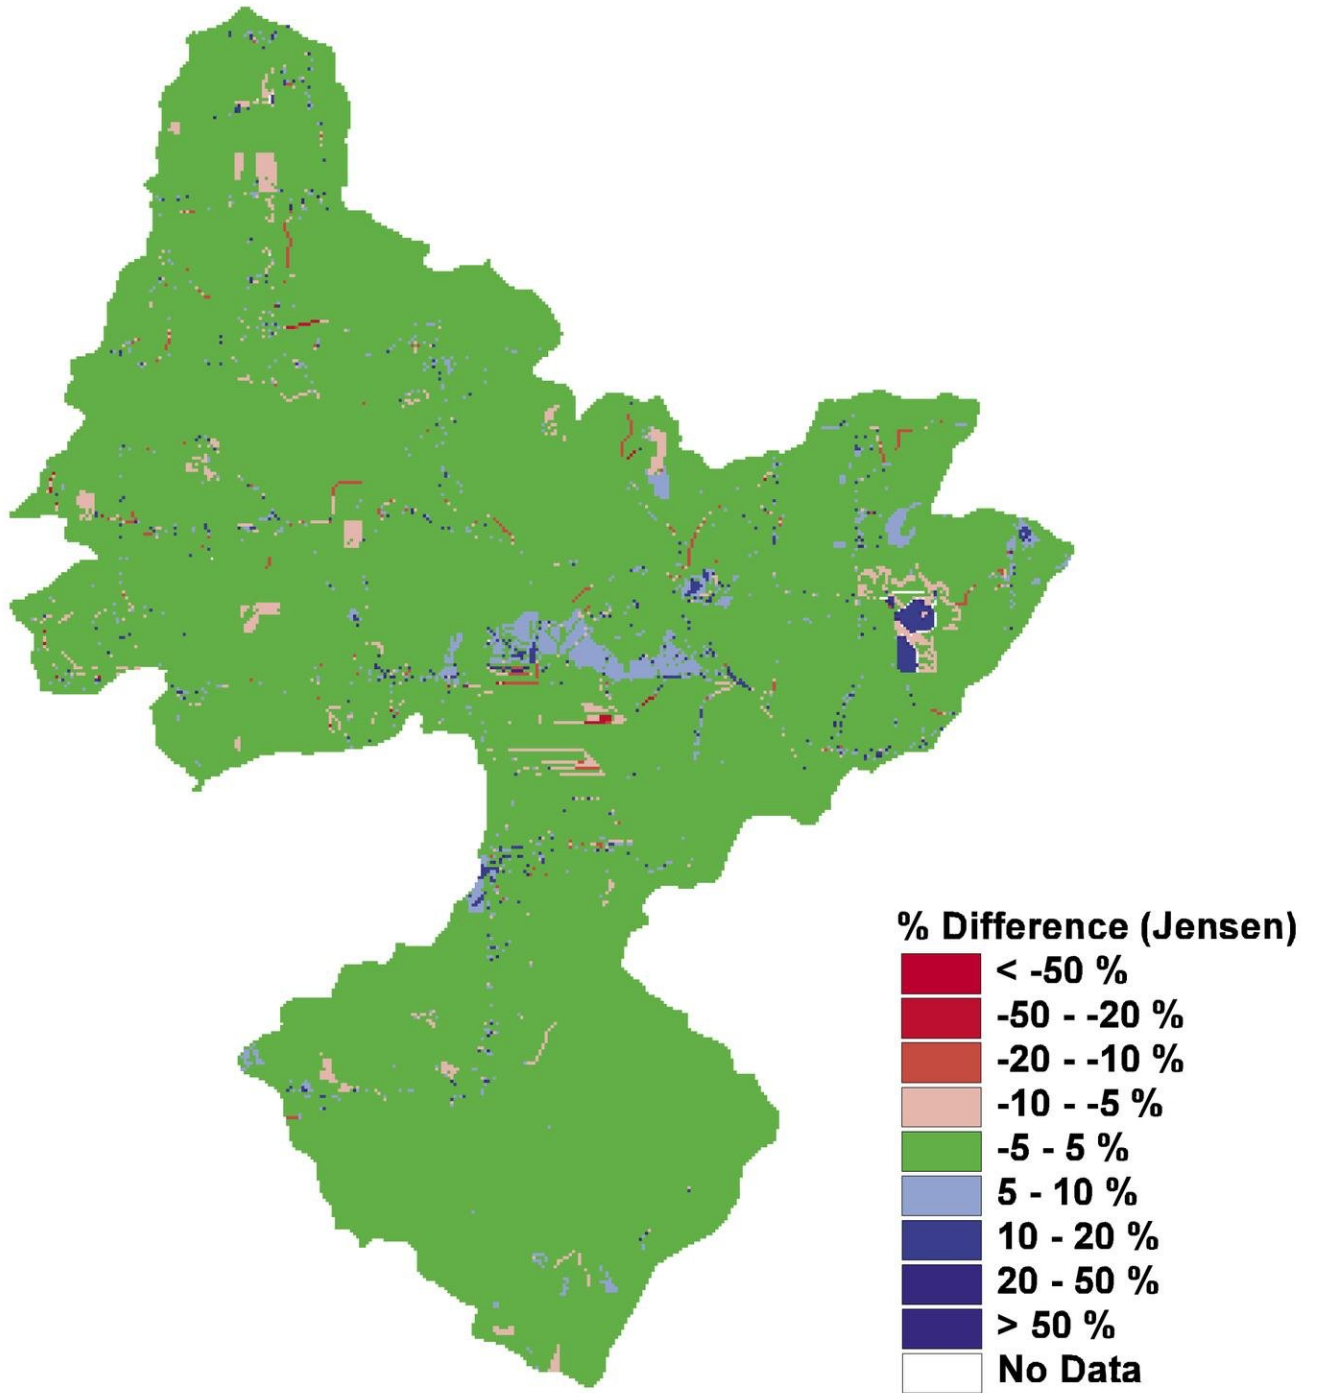 % Difference (Jensen)
< -50 %
-50 - -20 %
-20 - -10 %
-10 - -5 %
-5 - 5 %
5 - 10 %
10 - 20 %
20 - 50 %
> 50 %
No Data